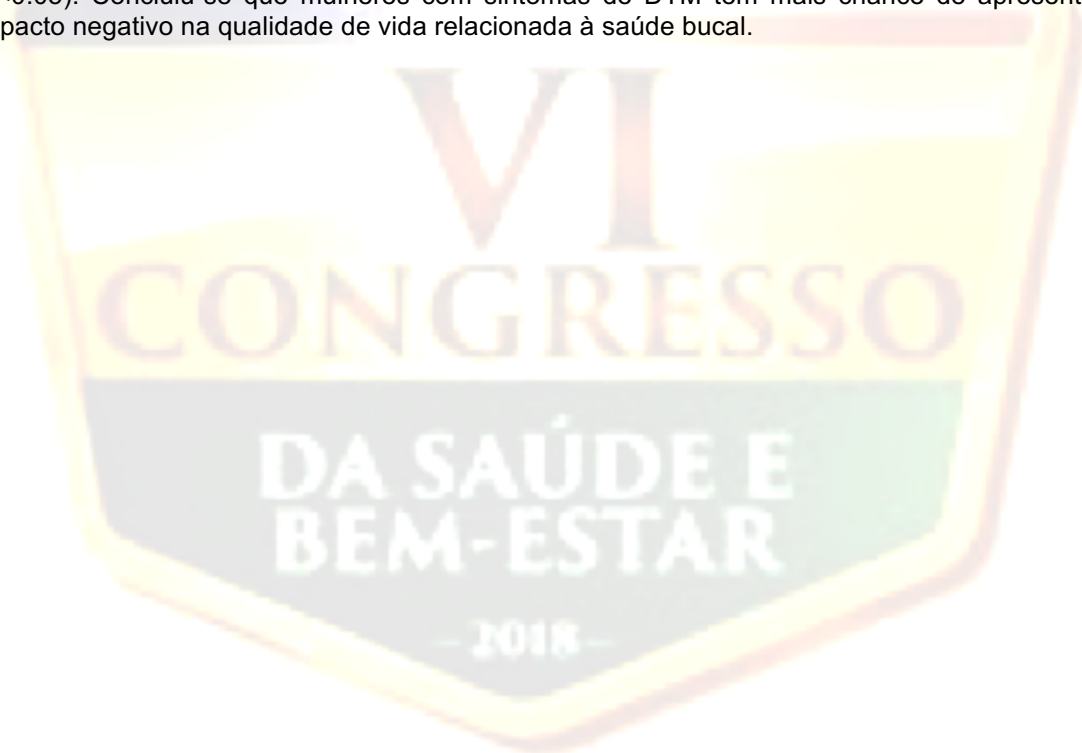 <0.05). Concluiu-se que mulheres com sintomas de DTM têm mais chance de apresent
pacto negativo na qualidade de vida relacionada à saúde bucal.
VI
CONGRESSO
DA SAÚDE E
BEM-ESTAR
- 2018 -